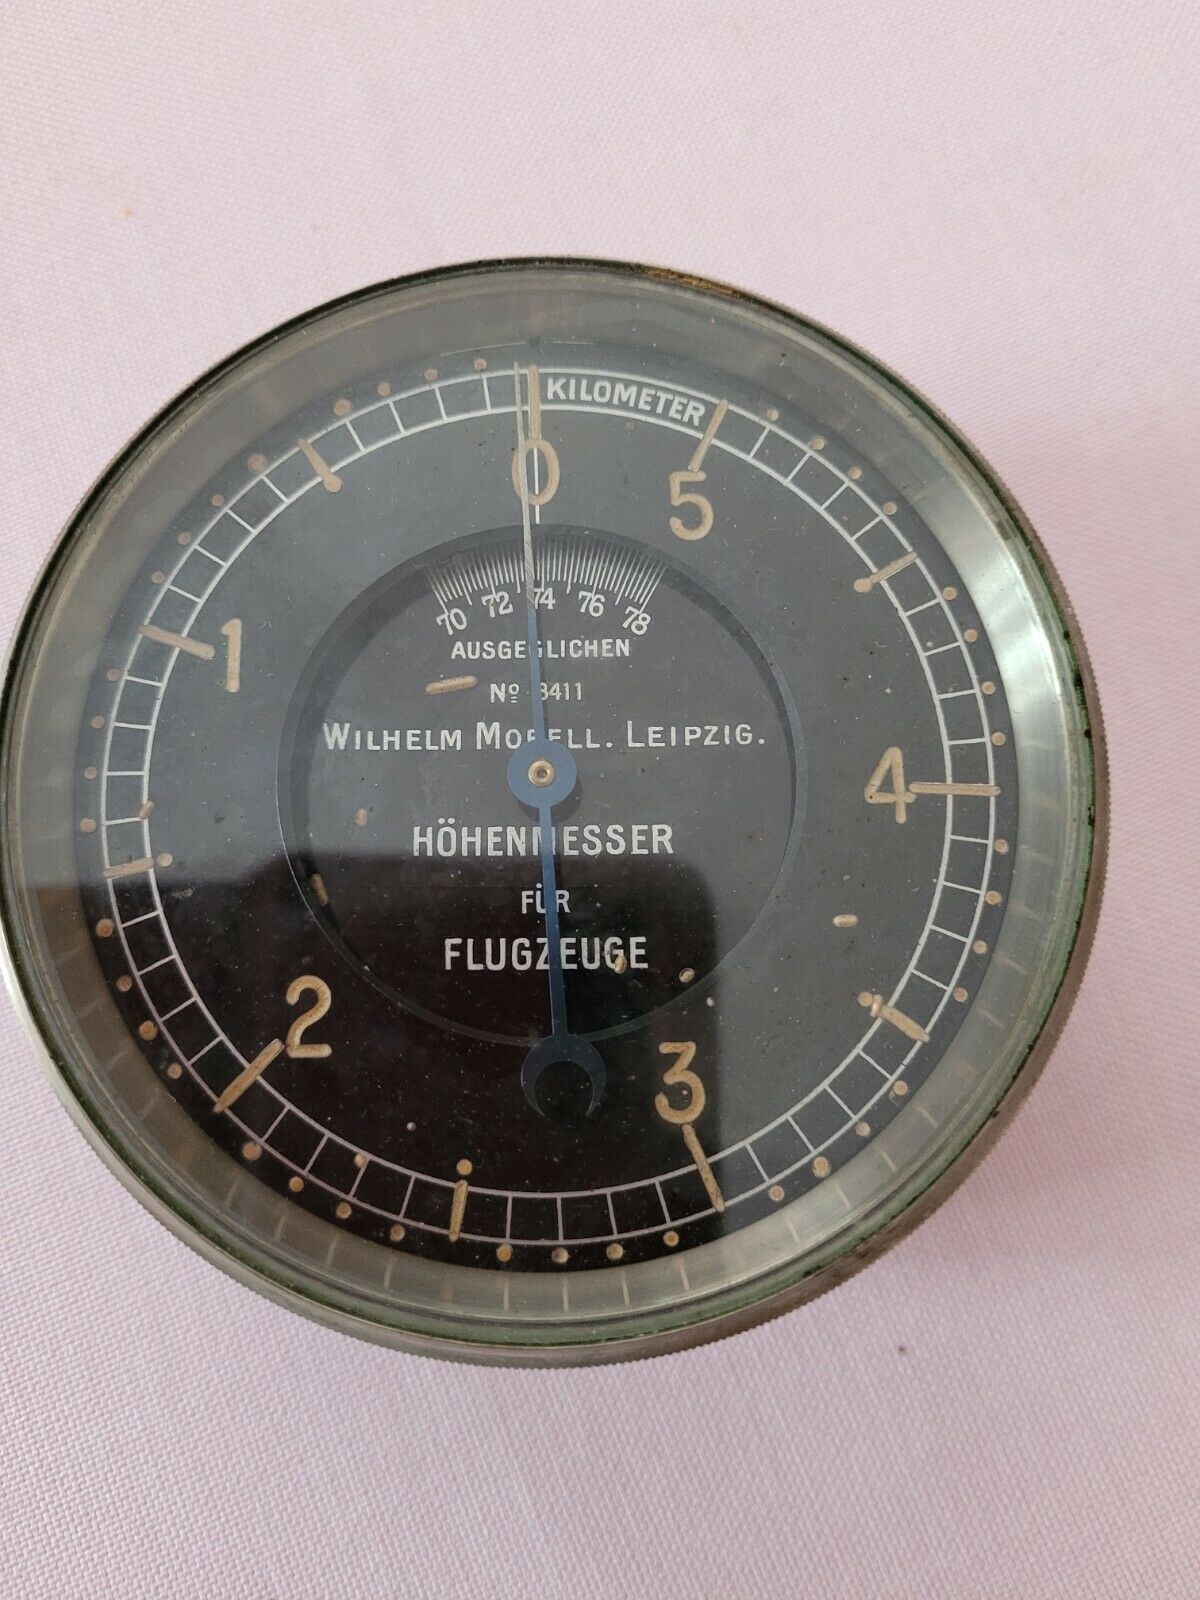 KILOMETER
0
5
4
3
2
1
70 72 74 76 78
AUSGEGLICHEN
Nº 8411
WILHELM MORELL. LEIPZIG.
HÖHENMESSER
FÜR
FLUGZEUGE